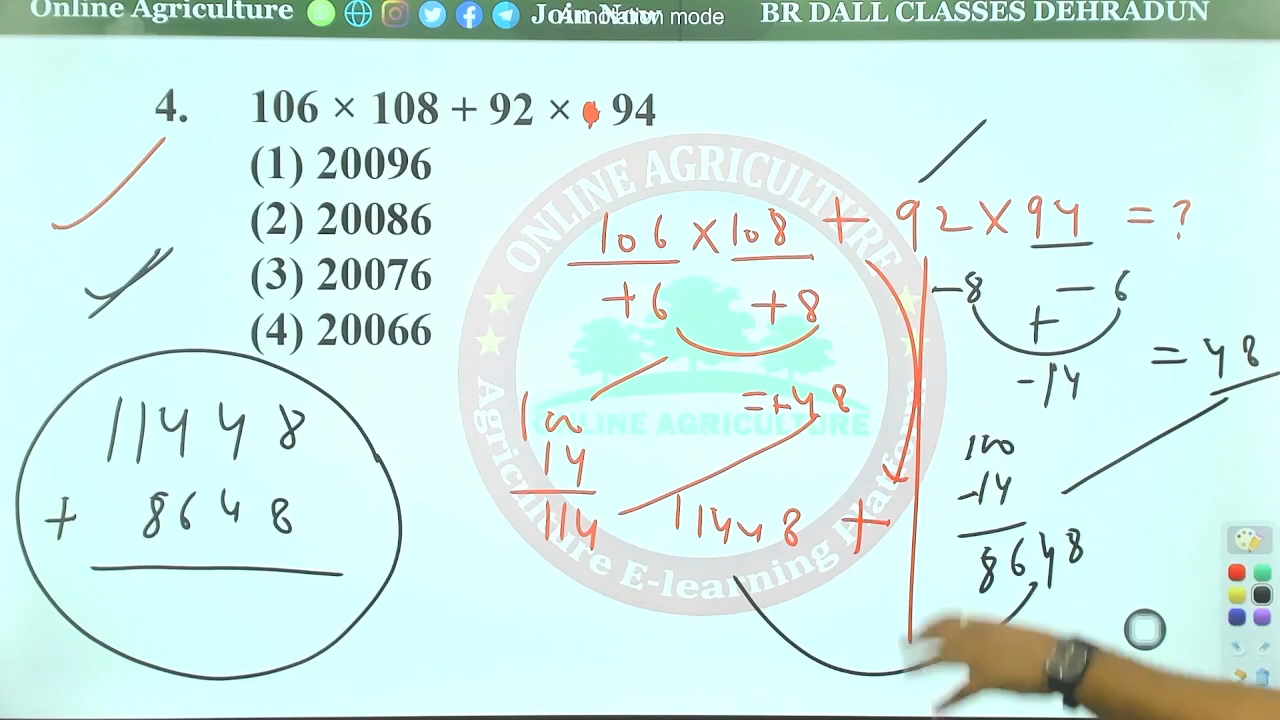 Online Agriculture Join Now Annotation mode BR DALL CLASSES DEHRADUN
4. 106 × 108 + 92 × 94
(1) 20096
(2) 20086
(3) 20076
(4) 20066
ONLINE AGRICULTURE
ONLINE AGRICULTURE
Agriculture E-learning Platform
106 × 108 + 92 × 94 = ?
+6 +8
= +48
100
14
114 11448 +
-8 - 6
+
-14 = 48
100
-14
8648
11448
+ 8648